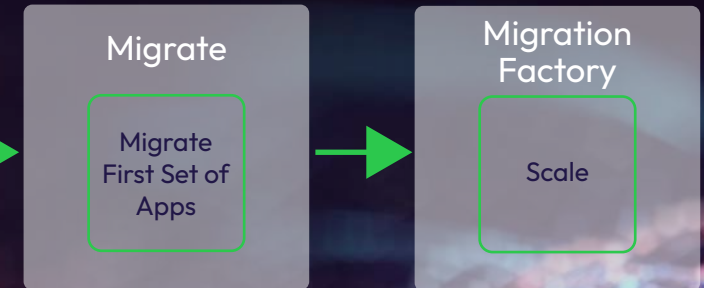 Migrate
Migrate
First Set of
Apps
Migration
Factory
Scale